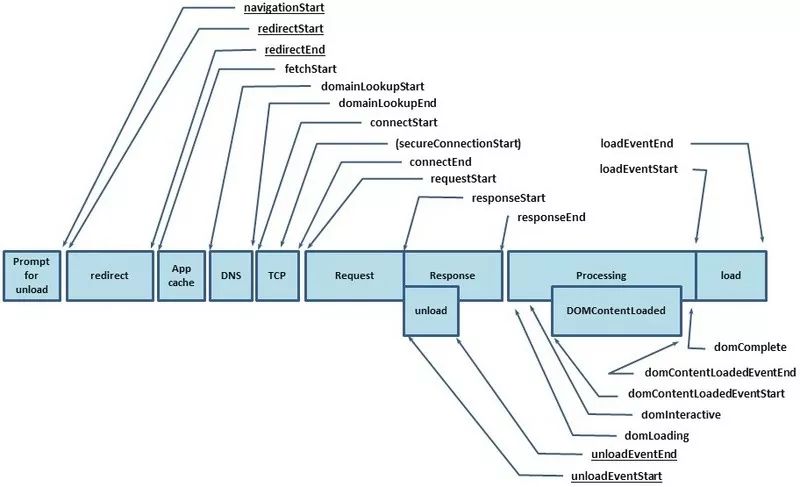 navigationStart
redirectStart
redirectEnd
fetchStart
domainLookupStart
domainLookupEnd
connectStart
(secureConnectionStart)
loadEventEnd
connectEnd
loadEventStart
requestStart
responseStart
responseEnd
Prompt
for
unload
redirect
App
cache
DNS
TCP
Request
Response
Processing
load
unload
DOMContentLoaded
domComplete
domContentLoadedEventEnd
domContentLoadedEventStart
domInteractive
domLoading
unloadEventEnd
unloadEventStart